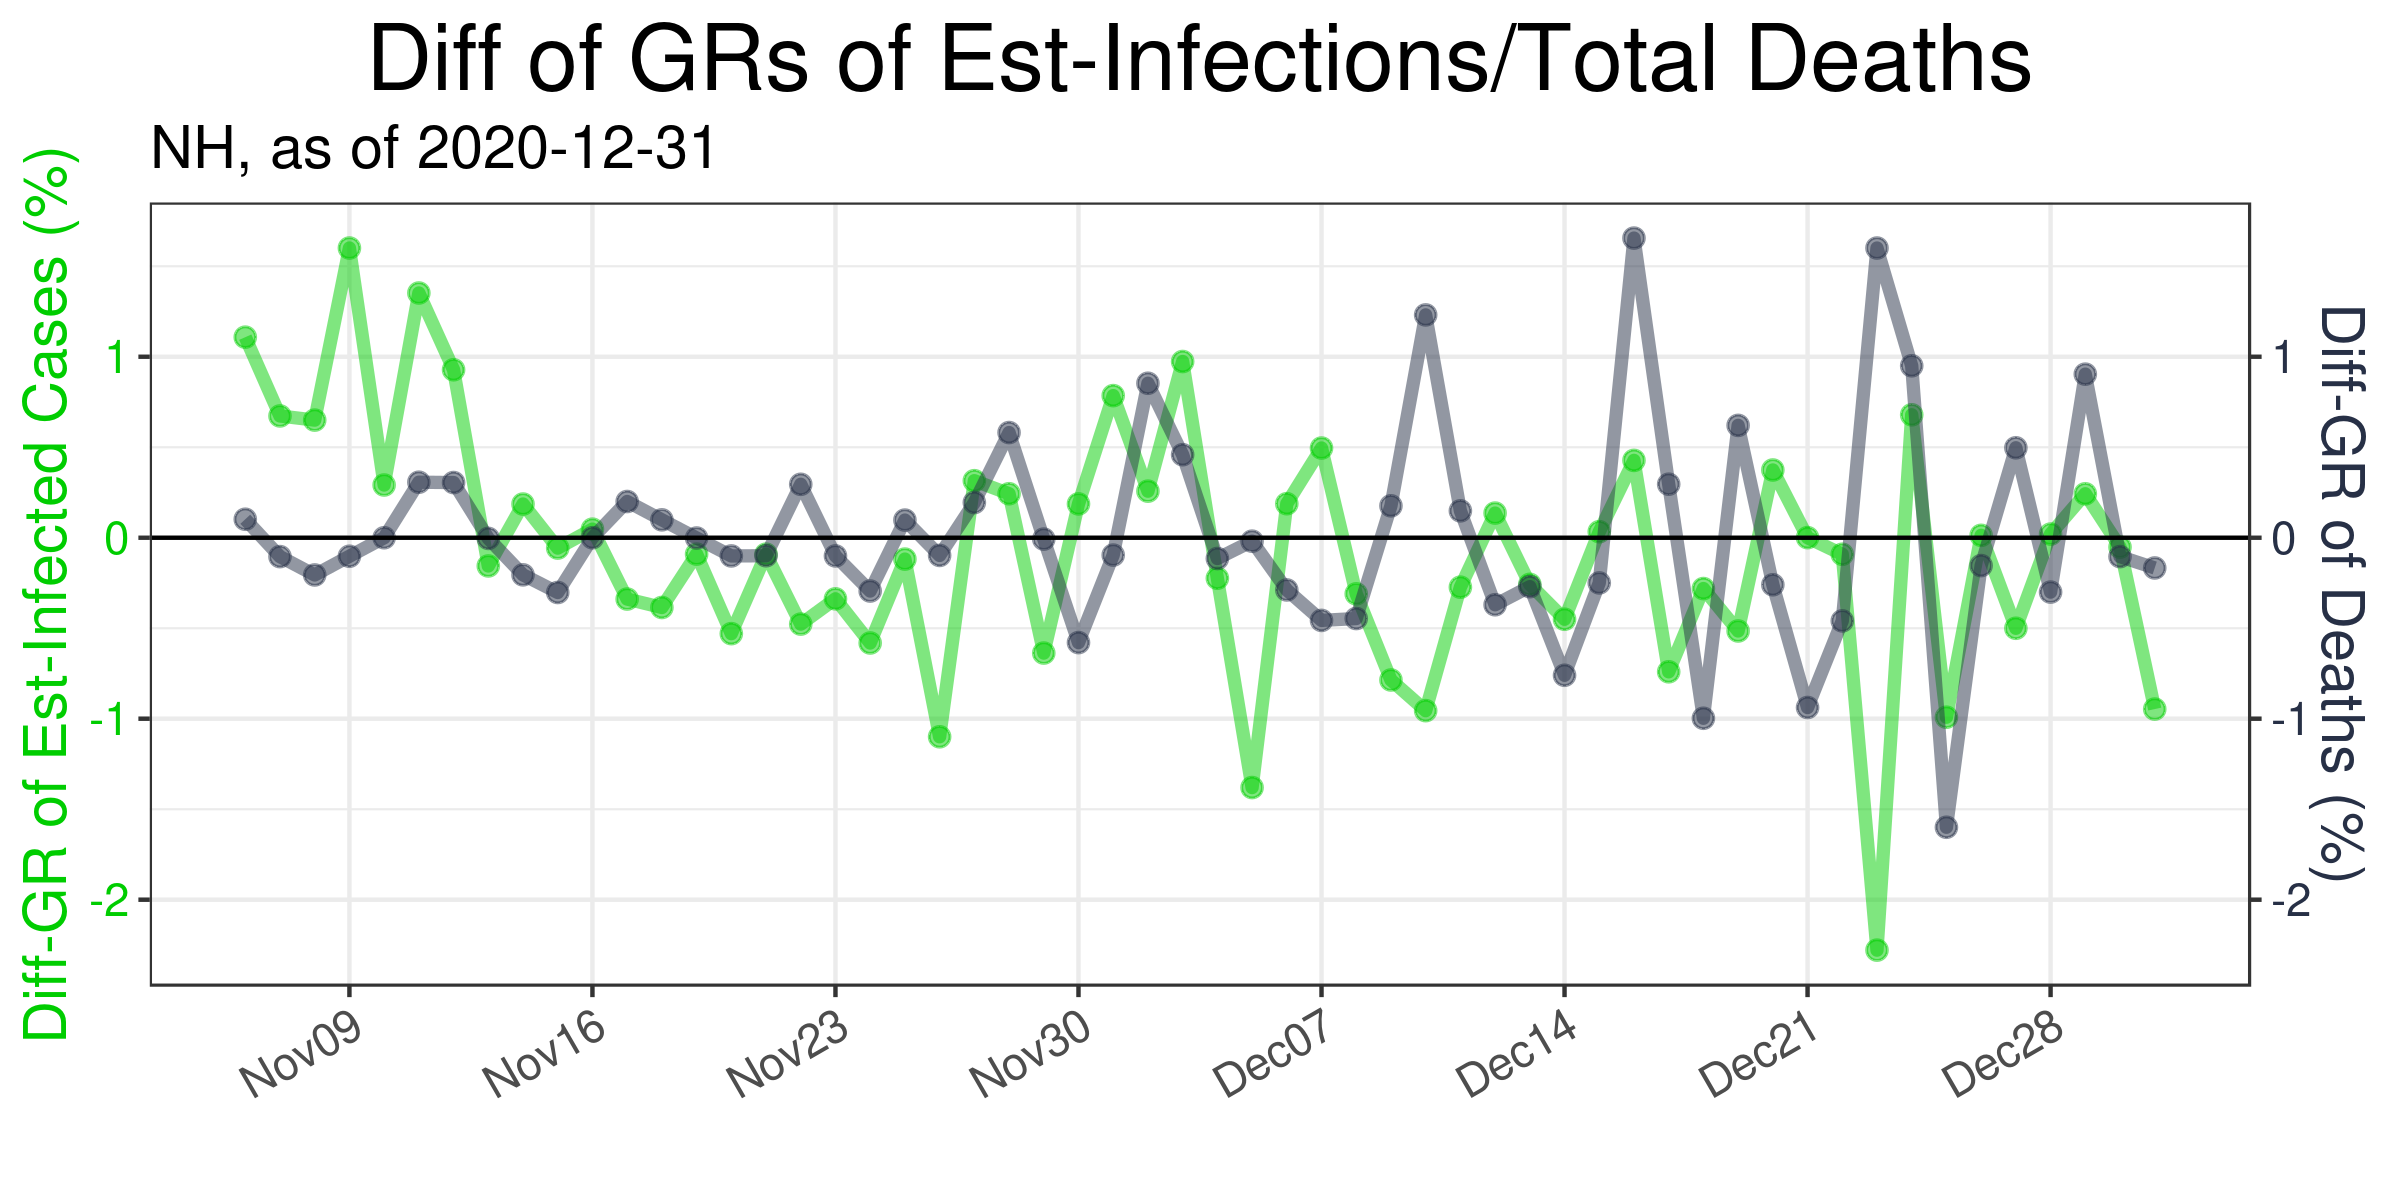 Diff of GRs of Est-Infections/Total Deaths
NH, as of 2020-12-31
Diff-GR of Est-Infected Cases (%)
1
0
-1
-2
1
0
-1
-2
Diff-GR of Deaths (%)
Nov09
Nov16
Nov23
Nov30
Dec07
Dec14
Dec21
Dec28